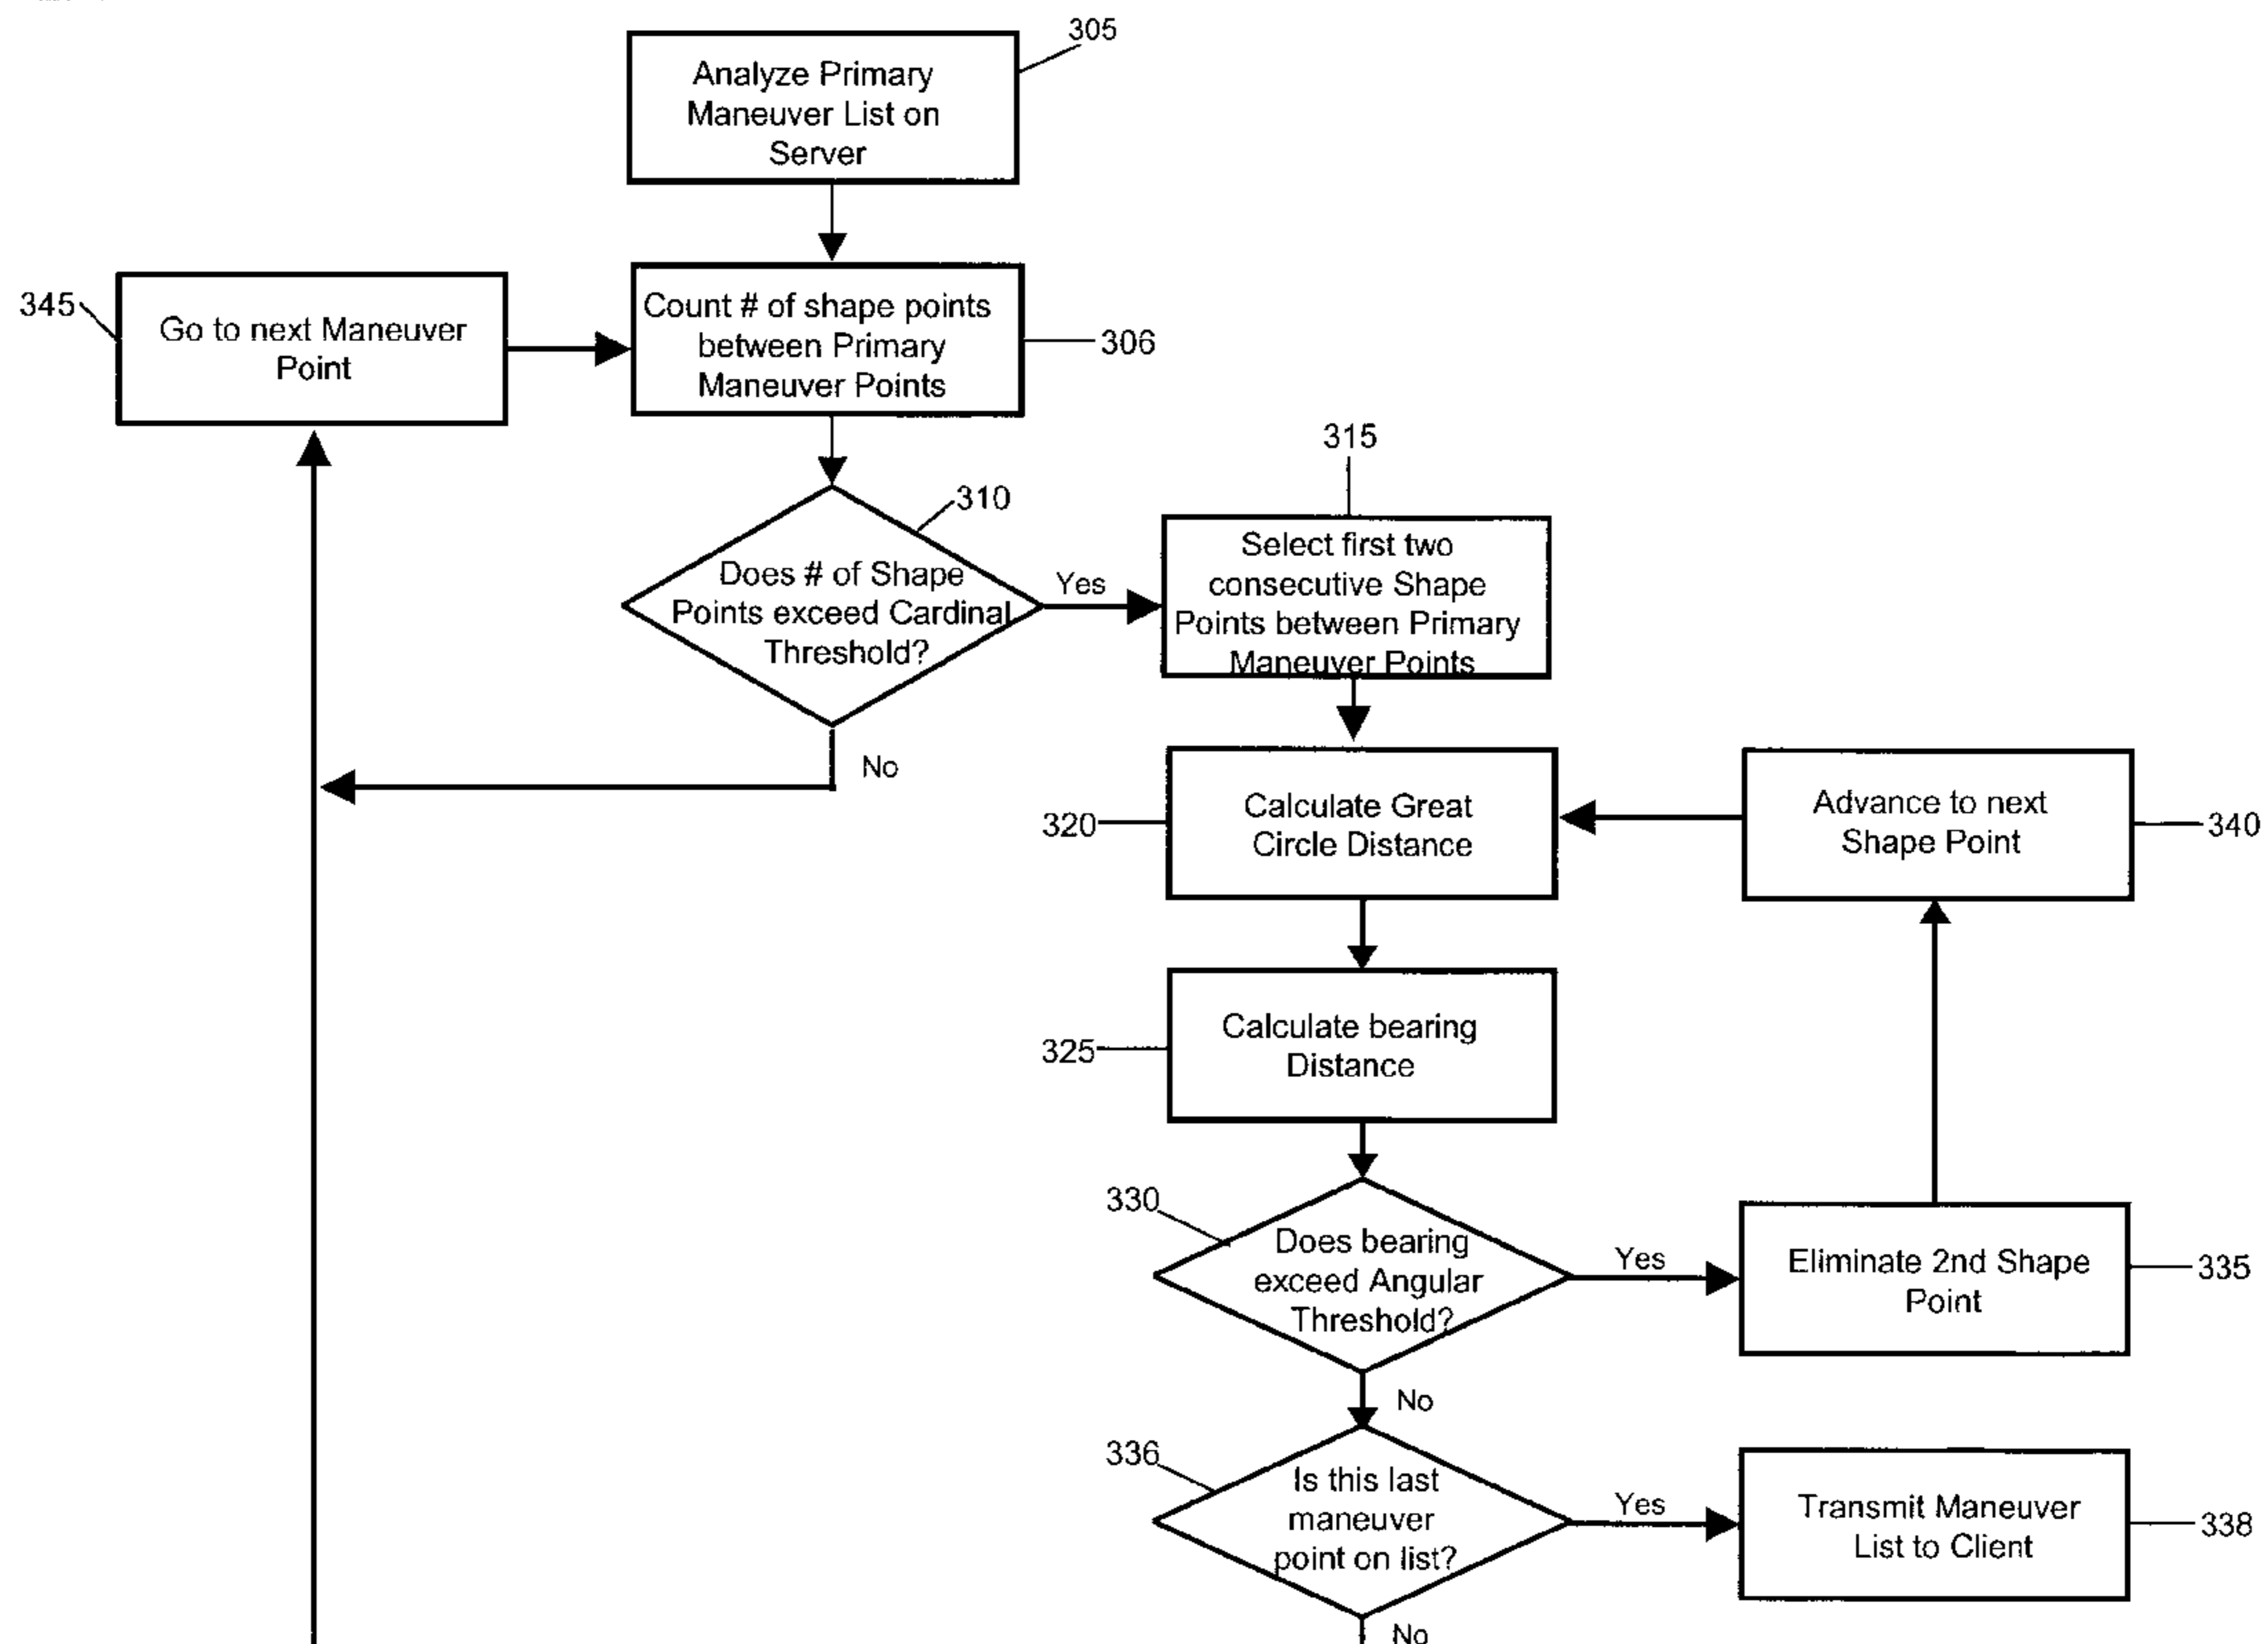 305
Analyze Primary
Maneuver List on
Server
345
Go to next Maneuver
Point
Count # of shape points
between Primary
Maneuver Points
306
315
310
Does # of Shape
Points exceed Cardinal
Threshold?
Yes
Select first two
consecutive Shape
Points between Primary
Maneuver Points
No
320
Calculate Great
Circle Distance
Advance to next
Shape Point
340
325
Calculate bearing
Distance
330
Does bearing
exceed Angular
Threshold?
Yes
Eliminate 2nd Shape
Point
335
No
336
Is this last
maneuver
point on list?
Yes
Transmit Maneuver
List to Client
338
No